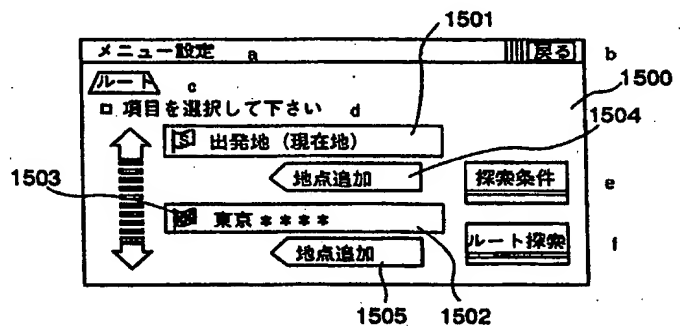 1501
メニュー設定 a 戻る b
1500
ルート c
ロ 項目を選択して下さい d
1504
S 出発地（現在地）
地点追加 探索条件 e
1503
東京＊＊＊＊
ルート探索 f
地点追加
1505 1502